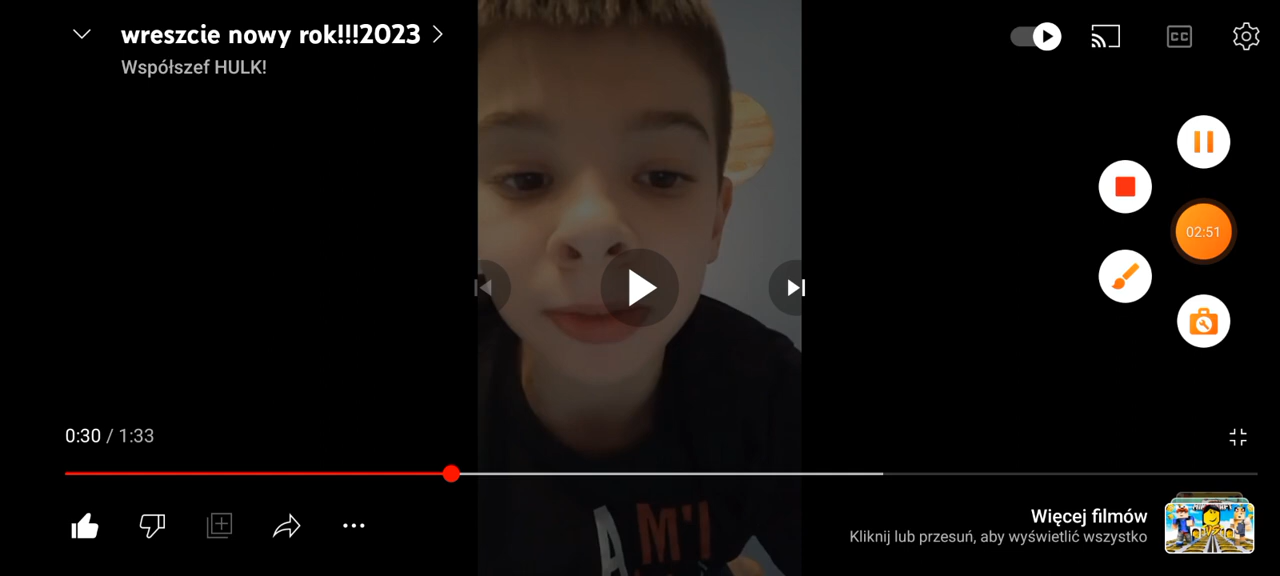 wreszcie nowy rok!!!2023
Współszef HULK!
CC
02:51
0:30 / 1:33
A M'I
Więcej filmów
Kliknij lub przesuń, aby wyświetlić wszystko